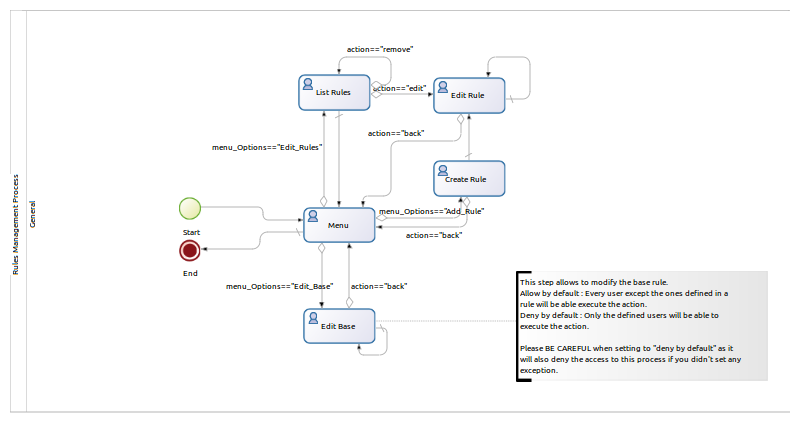 Rules Management Process
General
action=="remove"
List Rules
action=="edit"
Edit Rule
action=="back"
menu_Options=="Edit_Rules"
Create Rule
menu_Options=="Add_Rule"
Menu
action=="back"
Start
End
menu_Options=="Edit_Base"
action=="back"
Edit Base
This step allows to modify the base rule.
Allow by default : Every user except the ones defined in a
rule will be able execute the action.
Deny by default : Only the defined users will be able to
execute the action.
Please BE CAREFUL when setting to "deny by default" as it
will also deny the access to this process if you didn't set any
exception.